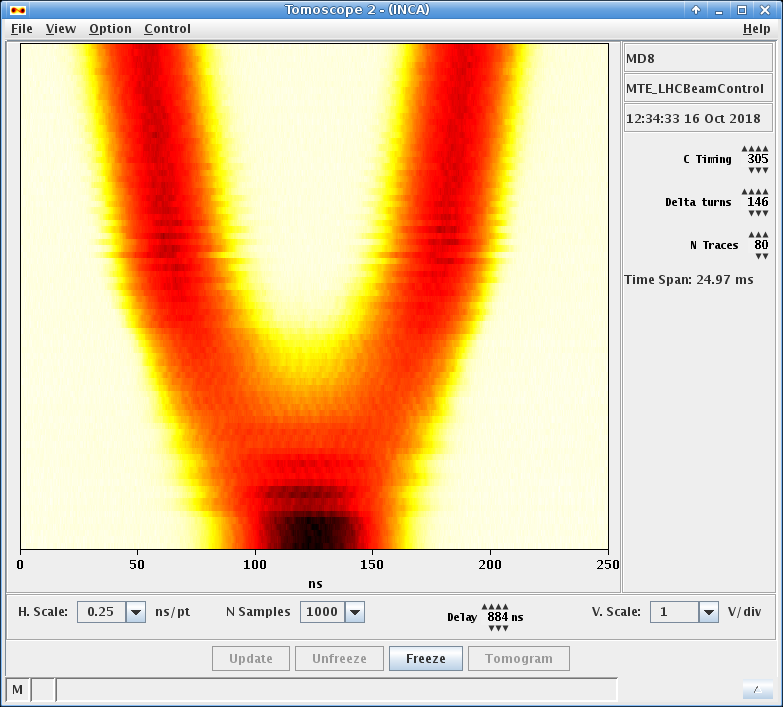 Tomoscope 2 - (INCA)
File View Option Control Help
MD8
MTE_LHCBeamControl
12:34:33 16 Oct 2018
C Timing 305
Delta turns 146
N Traces 80
Time Span: 24.97 ms
0 50 100 150 200 250
ns
H. Scale: 0.25 ns/pt N Samples 1000 Delay 884 ns V. Scale: 1 V/div
Update Unfreeze Freeze Tomogram
M